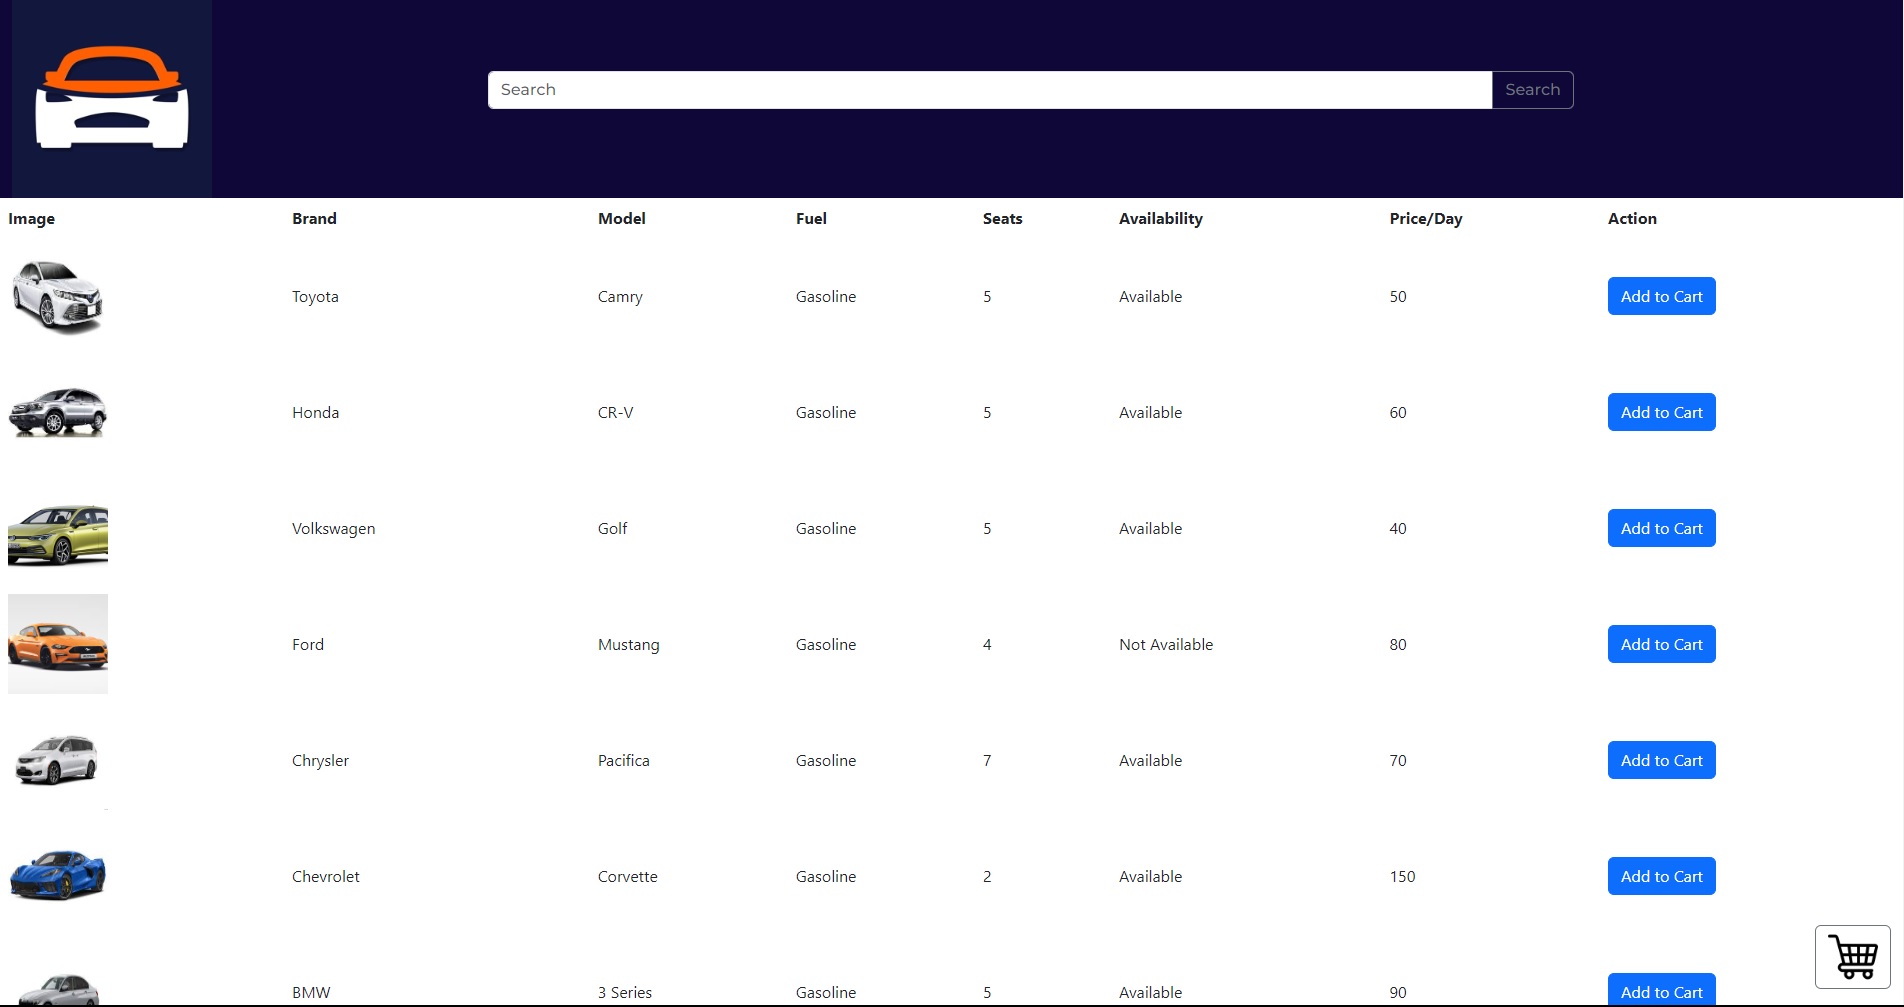 Search Search
Image Brand Model Fuel Seats Availability Price/Day Action
Toyota Camry Gasoline 5 Available 50 Add to Cart
Honda CR-V Gasoline 5 Available 60 Add to Cart
Volkswagen Golf Gasoline 5 Available 40 Add to Cart
Ford Mustang Gasoline 4 Not Available 80 Add to Cart
Chrysler Pacifica Gasoline 7 Available 70 Add to Cart
Chevrolet Corvette Gasoline 2 Available 150 Add to Cart
BMW 3 Series Gasoline 5 Available 90 Add to Cart